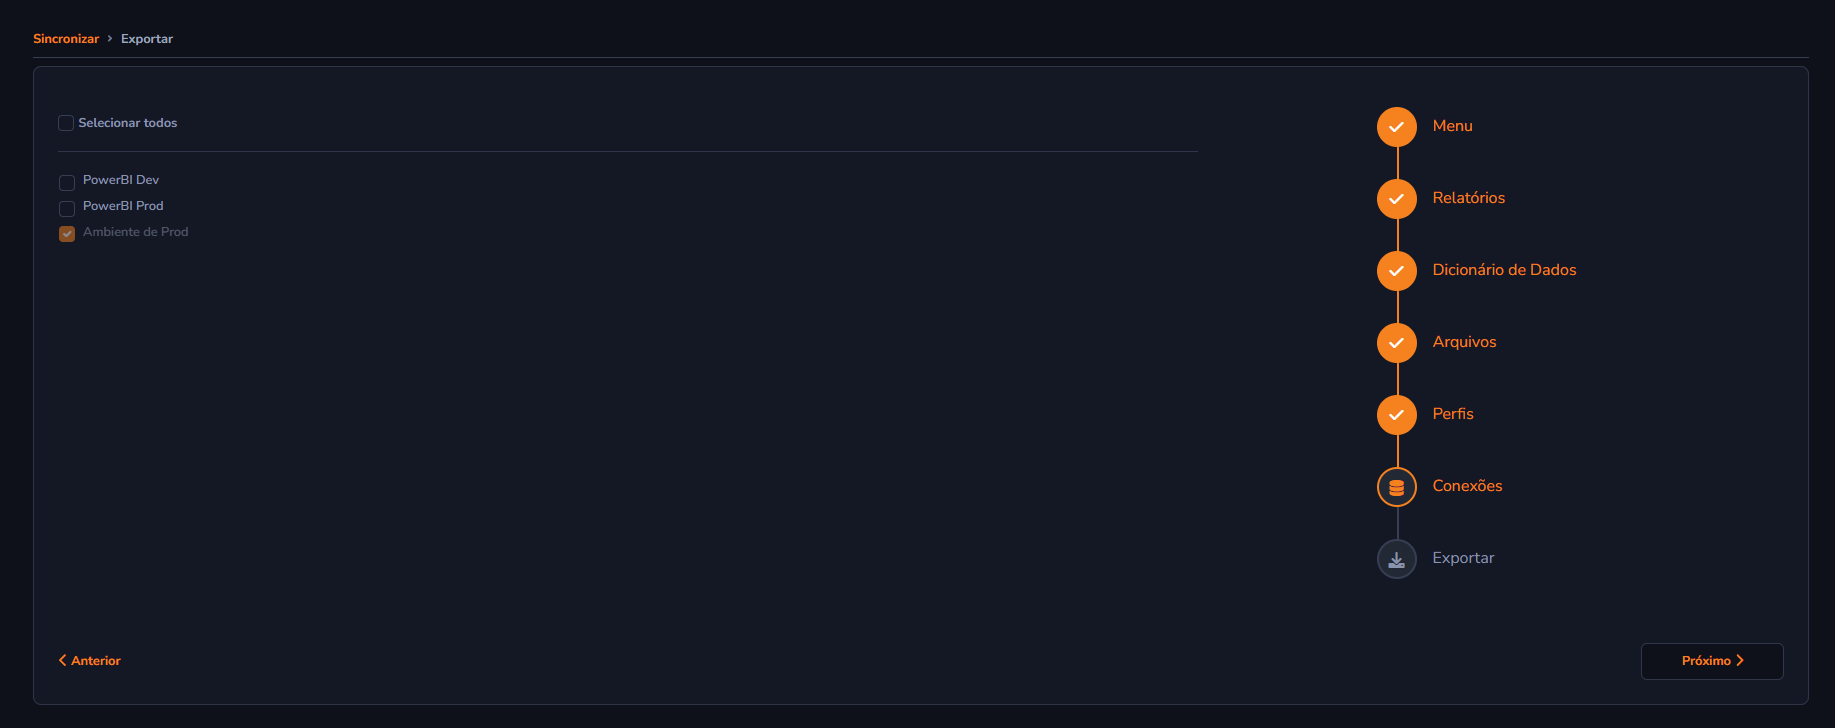 Sincronizar > Exportar
Selecionar todos
PowerBI Dev
PowerBI Prod
Ambiente de Prod
Menu
Relatórios
Dicionário de Dados
Arquivos
Perfis
Conexões
Exportar
Anterior
Próximo